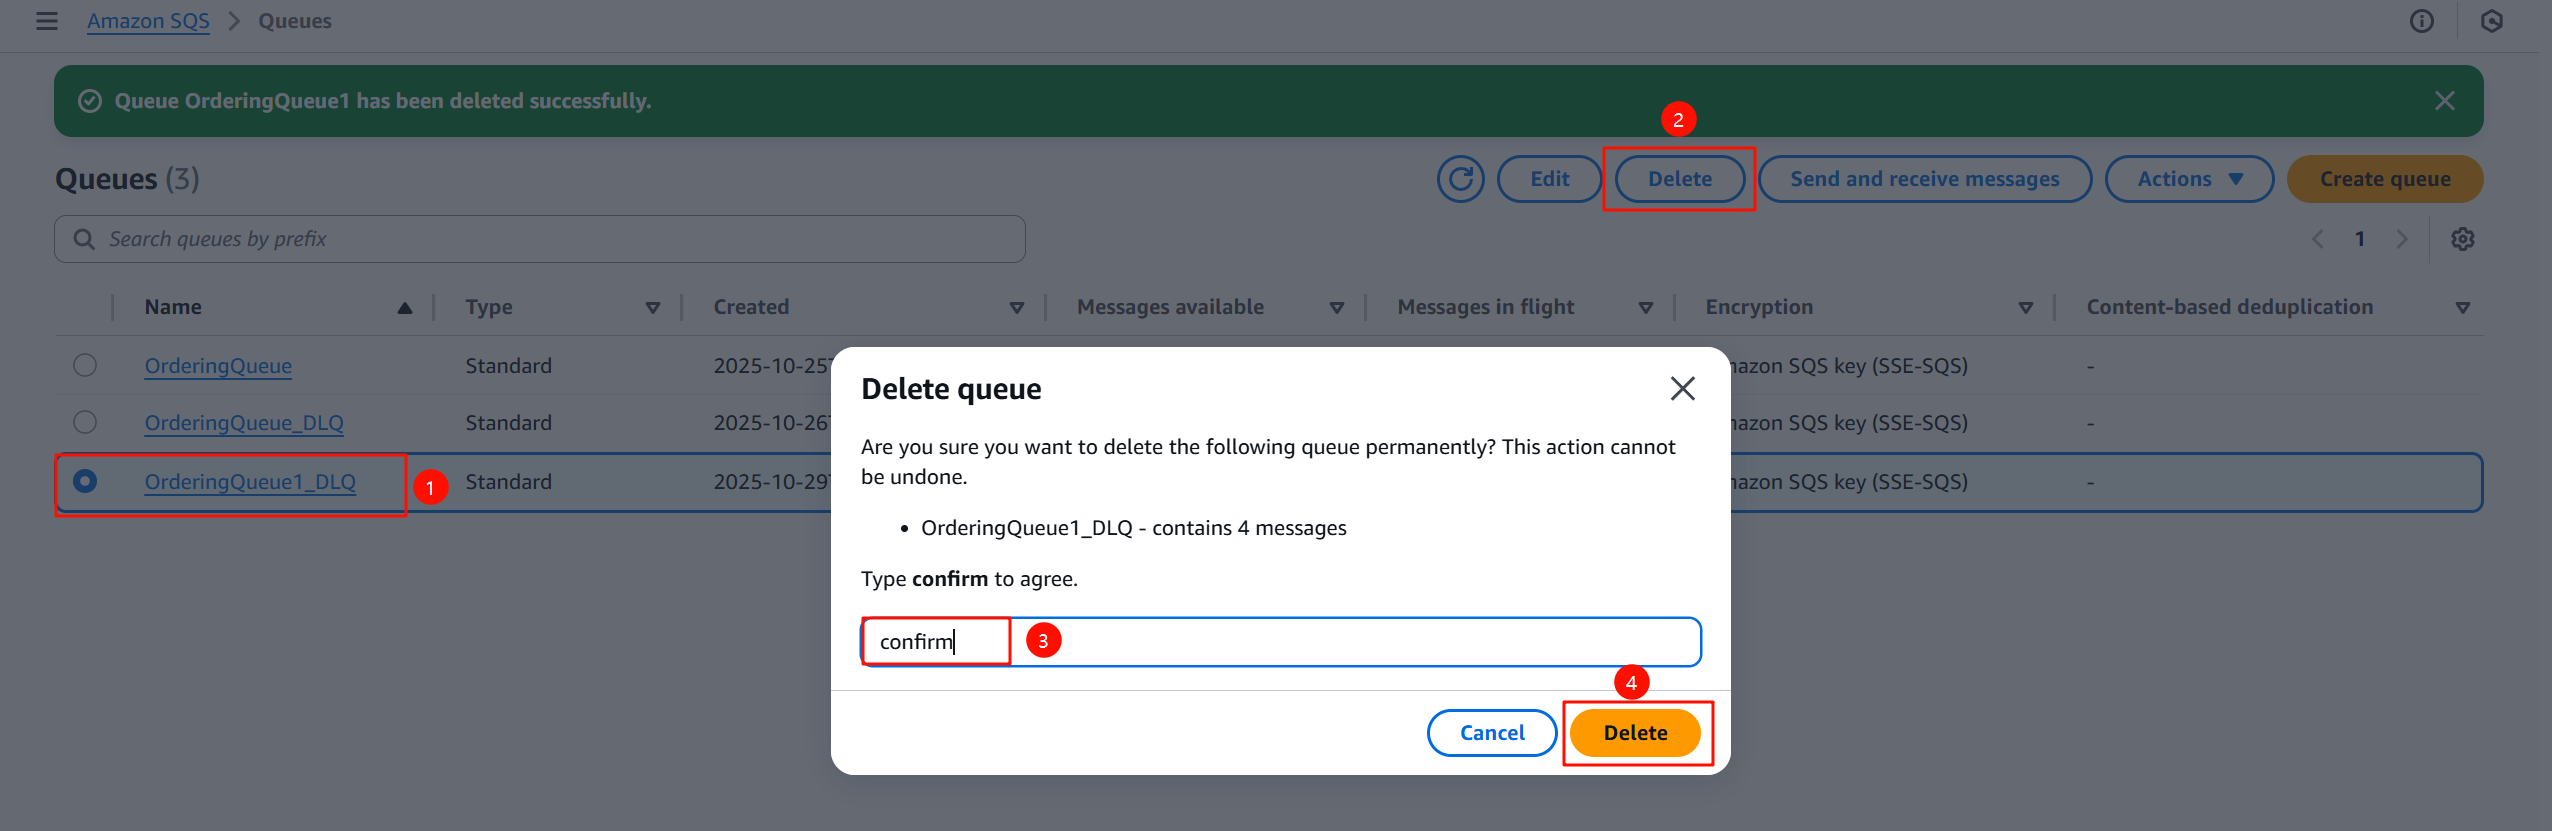 Amazon SQS > Queues
Queue OrderingQueue1 has been deleted successfully.
2
Queues (3)
Edit
Delete
Send and receive messages
Actions
Create queue
Search queues by prefix
1
Name
Type
Created
Messages available
Messages in flight
Encryption
Content-based deduplication
OrderingQueue Standard 2025-10-25 azon SQS key (SSE-SQS) -
OrderingQueue_DLQ Standard 2025-10-26 azon SQS key (SSE-SQS) -
OrderingQueue1_DLQ 1 Standard 2025-10-29 azon SQS key (SSE-SQS) -
Delete queue
Are you sure you want to delete the following queue permanently? This action cannot
be undone.
• OrderingQueue1_DLQ - contains 4 messages
Type confirm to agree.
confirm
3
4
Cancel
Delete